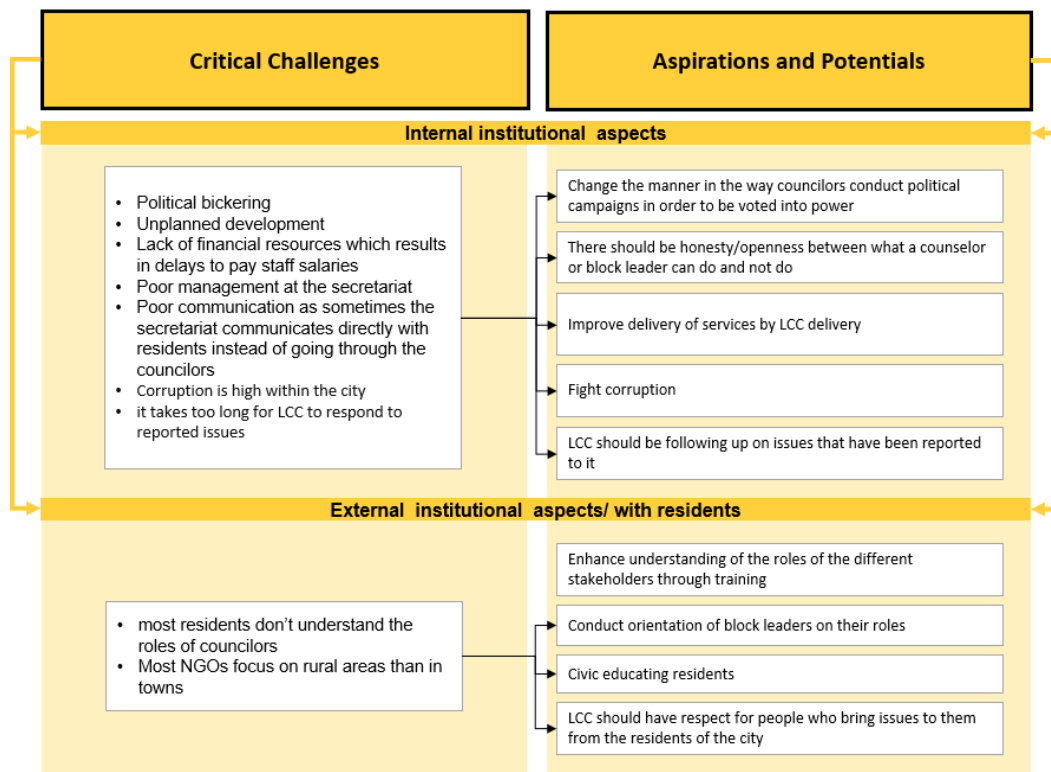 Critical Challenges
Aspirations and Potentials
Internal institutional aspects
• Political bickering
• Unplanned development
• Lack of financial resources which results
in delays to pay staff salaries
• Poor management at the secretariat
• Poor communication as sometimes the
secretariat communicates directly with
residents instead of going through the
councilors
• Corruption is high within the city
• it takes too long for LCC to respond to
reported issues
Change the manner in the way councilors conduct political
campaigns in order to be voted into power
There should be honesty/openness between what a counselor
or block leader can do and not do
Improve delivery of services by LCC delivery
Fight corruption
LCC should be following up on issues that have been reported
to it
External institutional aspects/ with residents
• most residents don’t understand the
roles of councilors
• Most NGOs focus on rural areas than in
towns
Enhance understanding of the roles of the different
stakeholders through training
Conduct orientation of block leaders on their roles
Civic educating residents
LCC should have respect for people who bring issues to them
from the residents of the city